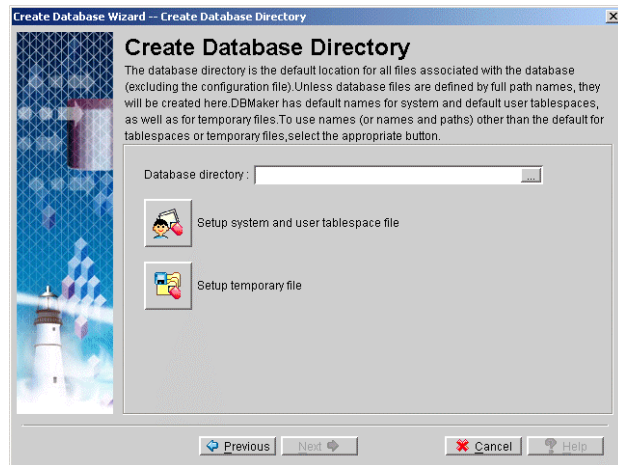 Create Database Wizard -- Create Database Directory
Create Database Directory
The database directory is the default location for all files associated with the database
(excluding the configuration file).Unless database files are defined by full path names, they
will be created here.DBMaker has default names for system and default user tablespaces,
as well as for temporary files.To use names (or names and paths) other than the default for
tablespaces or temporary files,select the appropriate button.
Database directory :
...
Setup system and user tablespace file
Setup temporary file
Previous Next Cancel Help